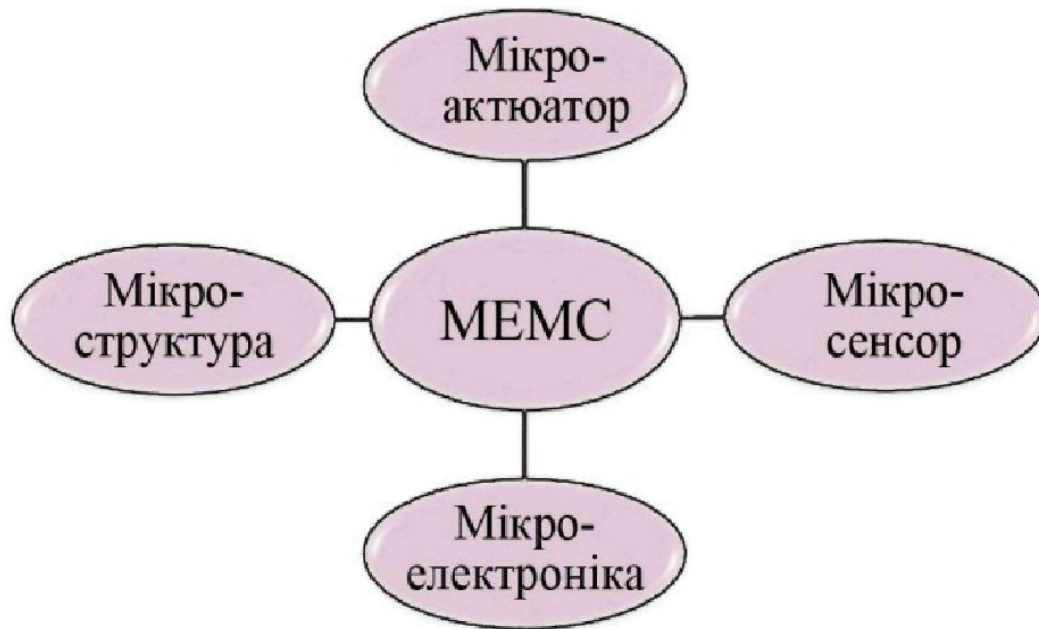 Мікро-
актюатор
Мікро-
структура
МЕМС
Мікро-
сенсор
Мікро-
електроніка